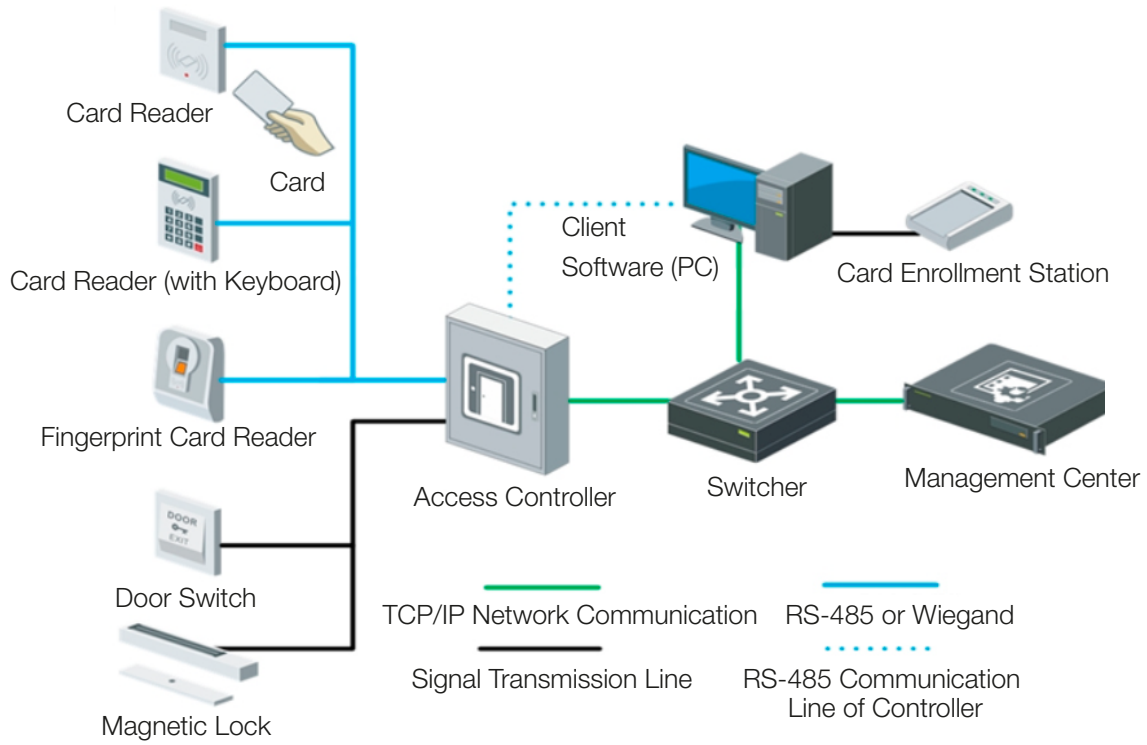 Card Reader
Card
Card Reader (with Keyboard)
Client
Software (PC)
Card Enrollment Station
Fingerprint Card Reader
Access Controller
Switcher
Management Center
DOOR
EXIT
Door Switch
Magnetic Lock
TCP/IP Network Communication
RS-485 or Wiegand
Signal Transmission Line
RS-485 Communication
Line of Controller